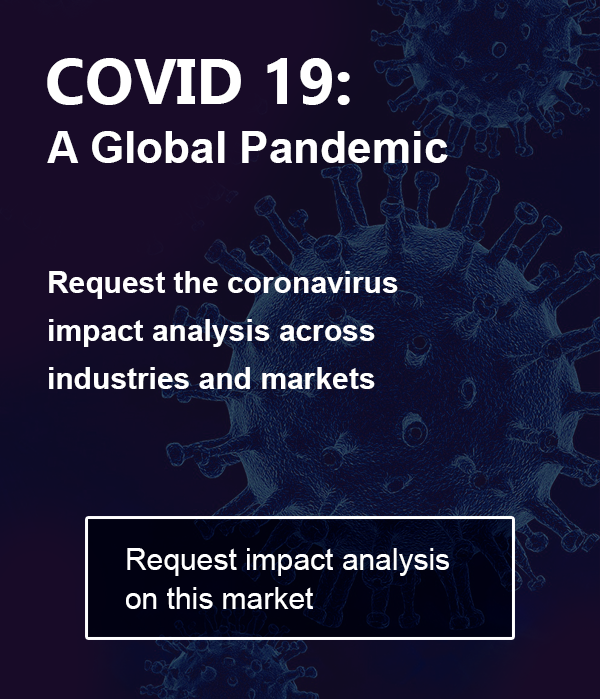 COVID 19:
A Global Pandemic
Request the coronavirus
impact analysis across
industries and markets
Request impact analysis
on this market